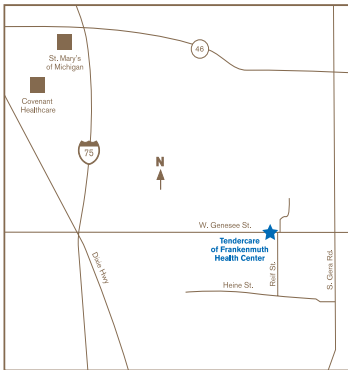 46
St. Mary's
of Michigan
Covenant
Healthcare
75
N
W. Genesee St.
Tendercare
of Frankenmuth
Health Center
Dixie Hwy
Reif St.
S. Gera Rd.
Heine St.